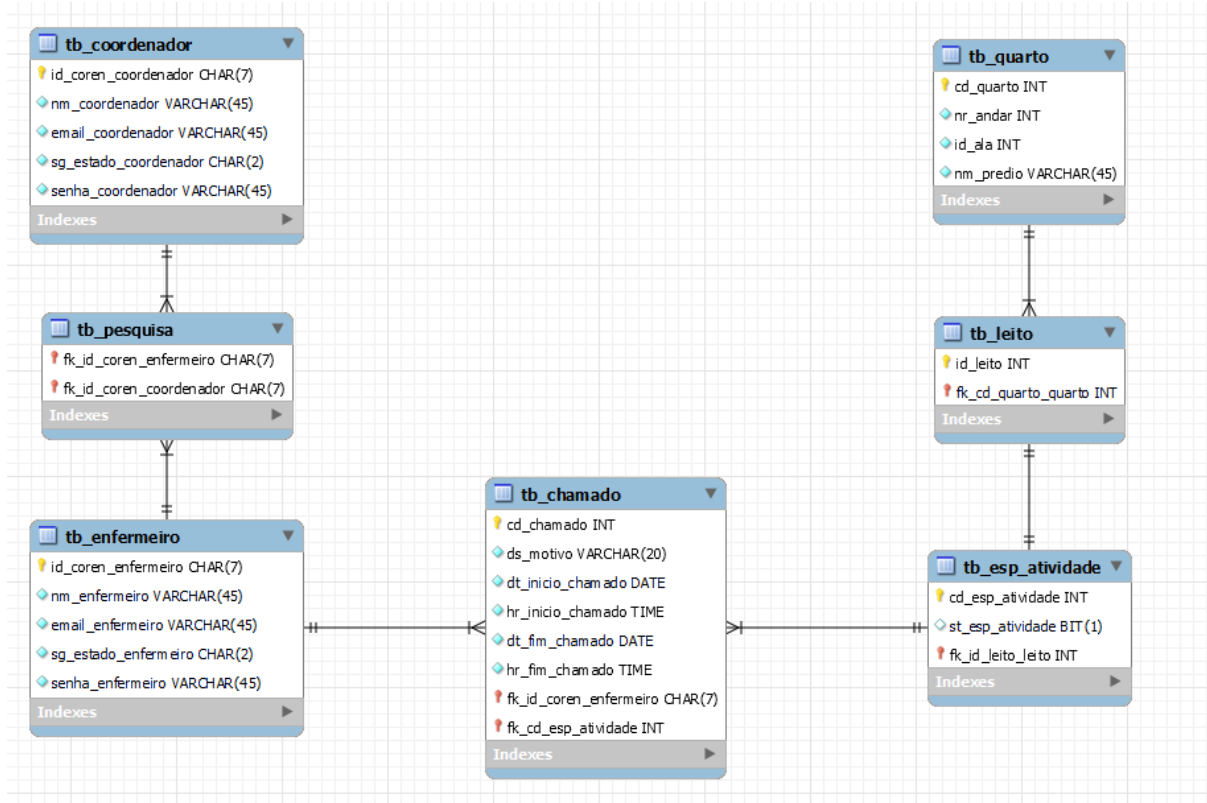 tb_coordenador
id_coren_coordenador CHAR(7)
nm_coordenador VARCHAR(45)
email_coordenador VARCHAR(45)
sg_estado_coordenador CHAR(2)
senha_coordenador VARCHAR(45)
Indexes
tb_pesquisa
fk_id_coren_enfermeiro CHAR(7)
fk_id_coren_coordenador CHAR(7)
Indexes
tb_enfermeiro
id_coren_enfermeiro CHAR(7)
nm_enfermeiro VARCHAR(45)
email_enfermeiro VARCHAR(45)
sg_estado_enfermeiro CHAR(2)
senha_enfermeiro VARCHAR(45)
Indexes
tb_chamado
cd_chamado INT
ds_motivo VARCHAR(20)
dt_inicio_chamado DATE
hr_inicio_chamado TIME
dt_fim_chamado DATE
hr_fim_chamado TIME
fk_id_coren_enfermeiro CHAR(7)
fk_cd_esp_atividade INT
Indexes
tb_quarto
cd_quarto INT
nr_andar INT
id_ala INT
nm_predio VARCHAR(45)
Indexes
tb_leito
id_leito INT
fk_cd_quarto_quarto INT
Indexes
tb_esp_atividade
cd_esp_atividade INT
st_esp_atividade BIT(1)
fk_id_leito_leito INT
Indexes